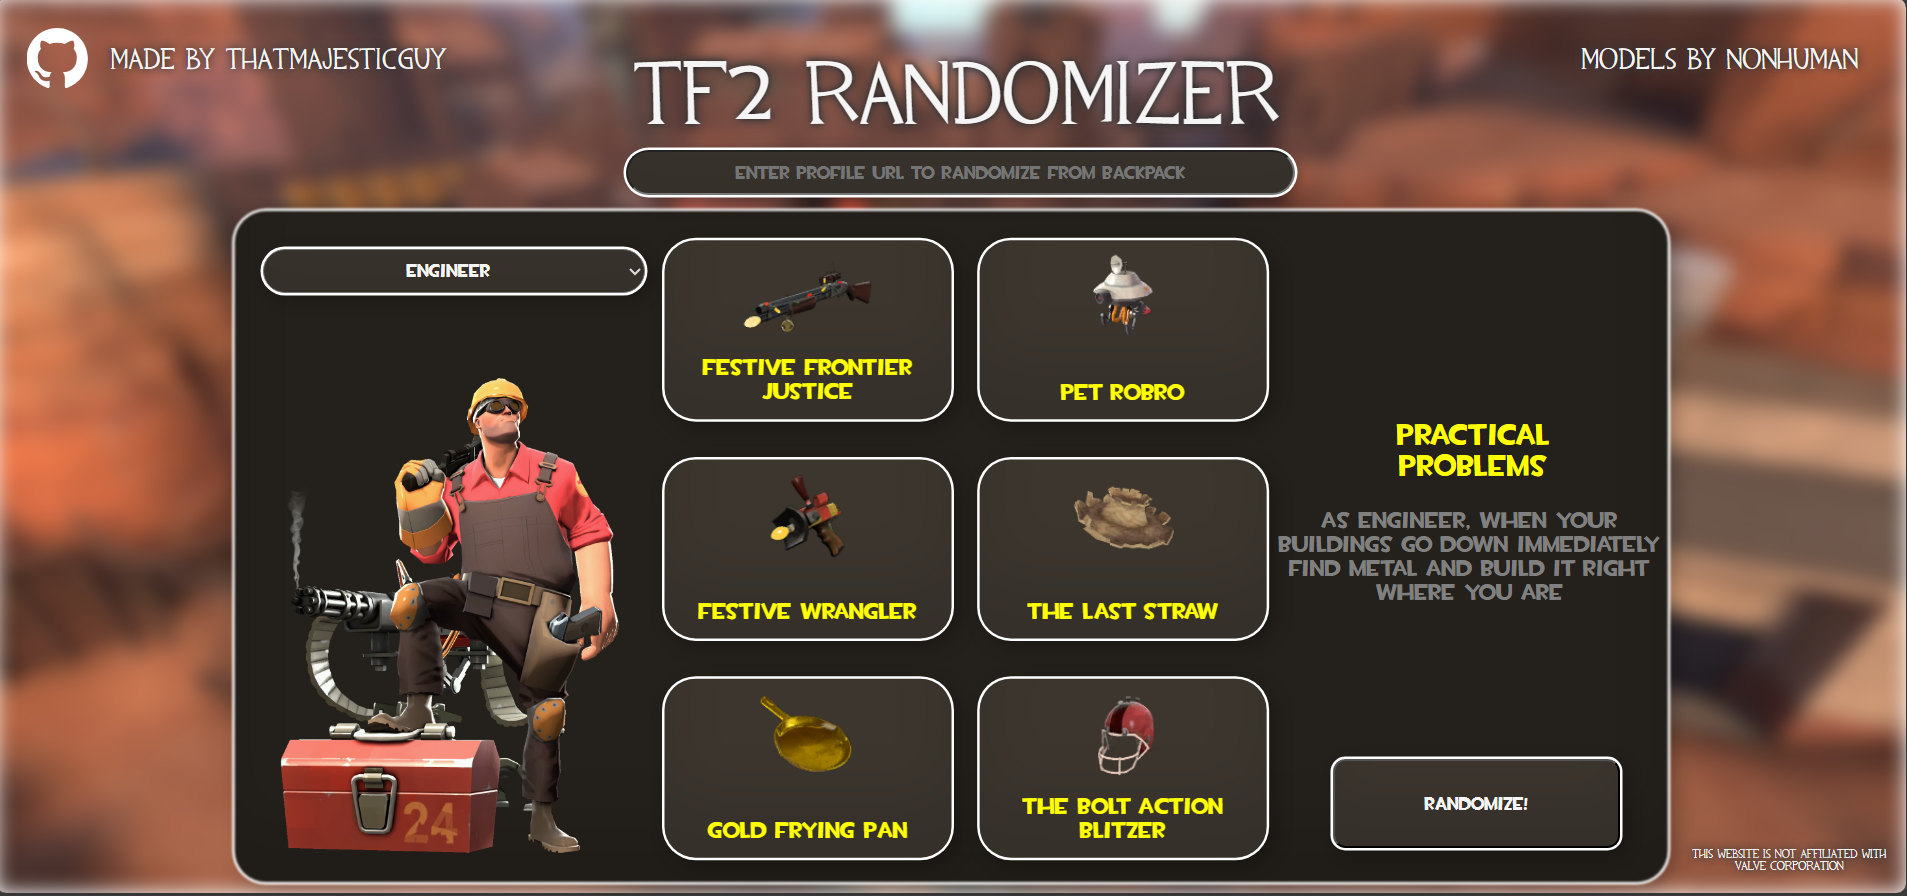 MADE BY THATMAJESTICGUY
MODELS BY NONHUMAN
TF2 RANDOMIZER
ENTER PROFILE URL TO RANDOMIZE FROM BACKPACK
ENGINEER
FESTIVE FRONTIER
JUSTICE
PET ROBRO
FESTIVE WRANGLER
THE LAST STRAW
GOLD FRYING PAN
THE BOLT ACTION
BLITZER
24
PRACTICAL
PROBLEMS
AS ENGINEER, WHEN YOUR
BUILDINGS GO DOWN IMMEDIATELY
FIND METAL AND BUILD IT RIGHT
WHERE YOU ARE
RANDOMIZE!
THIS WEBSITE IS NOT AFFILIATED WITH
VALVE CORPORATION